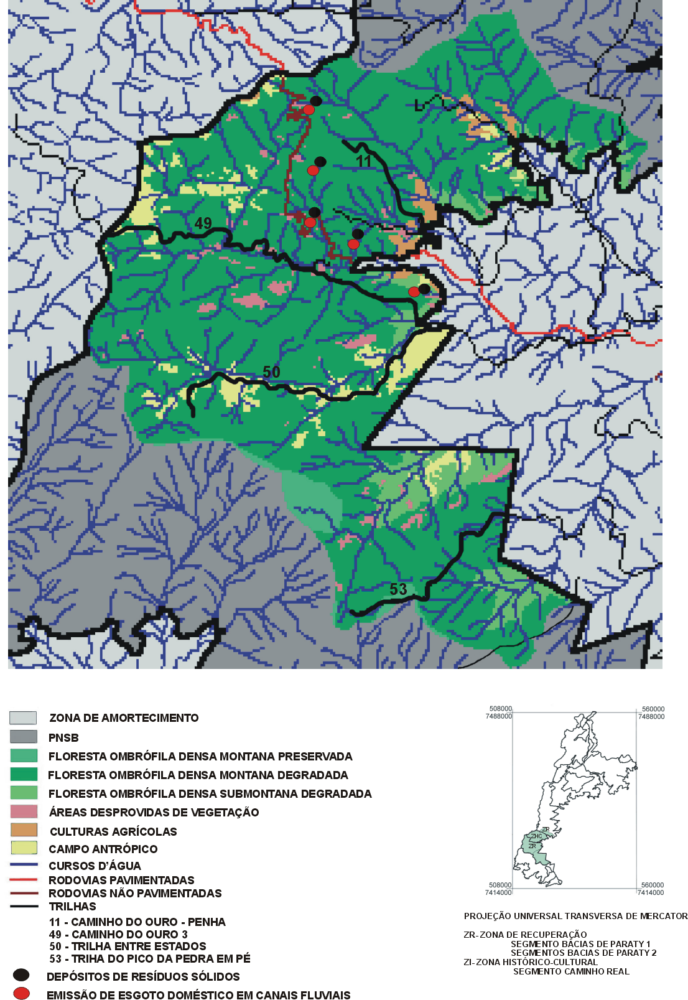 11
49
50
53
ZONA DE AMORTECIMENTO
PNSB
FLORESTA OMBRÓFILA DENSA MONTANA PRESERVADA
FLORESTA OMBRÓFILA DENSA MONTANA DEGRADADA
FLORESTA OMBRÓFILA DENSA SUBMONTANA DEGRADADA
ÁREAS DESPROVIDAS DE VEGETAÇÃO
CULTURAS AGRÍCOLAS
CAMPO ANTRÓPICO
CURSOS D'ÁGUA
RODOVIAS PAVIMENTADAS
RODOVIAS NÃO PAVIMENTADAS
TRILHAS
11 - CAMINHO DO OURO - PENHA
49 - CAMINHO DO OURO 3
50 - TRILHA ENTRE ESTADOS
53 - TRIHA DO PICO DA PEDRA EM PÉ
DEPÓSITOS DE RESÍDUOS SÓLIDOS
EMISSÃO DE ESGOTO DOMÉSTICO EM CANAIS FLUVIAIS
508000
7488000
560000
7488000
ZR
ZHC
ZR
508000
7414000
560000
7414000
PROJEÇÃO UNIVERSAL TRANSVERSA DE MERCATOR
ZR-ZONA DE RECUPERAÇÃO
SEGMENTO BACIAS DE PARATY 1
SEGMENTOS BACIAS DE PARATY 2
ZI-ZONA HISTÓRICO-CULTURAL
SEGMENTO CAMINHO REAL